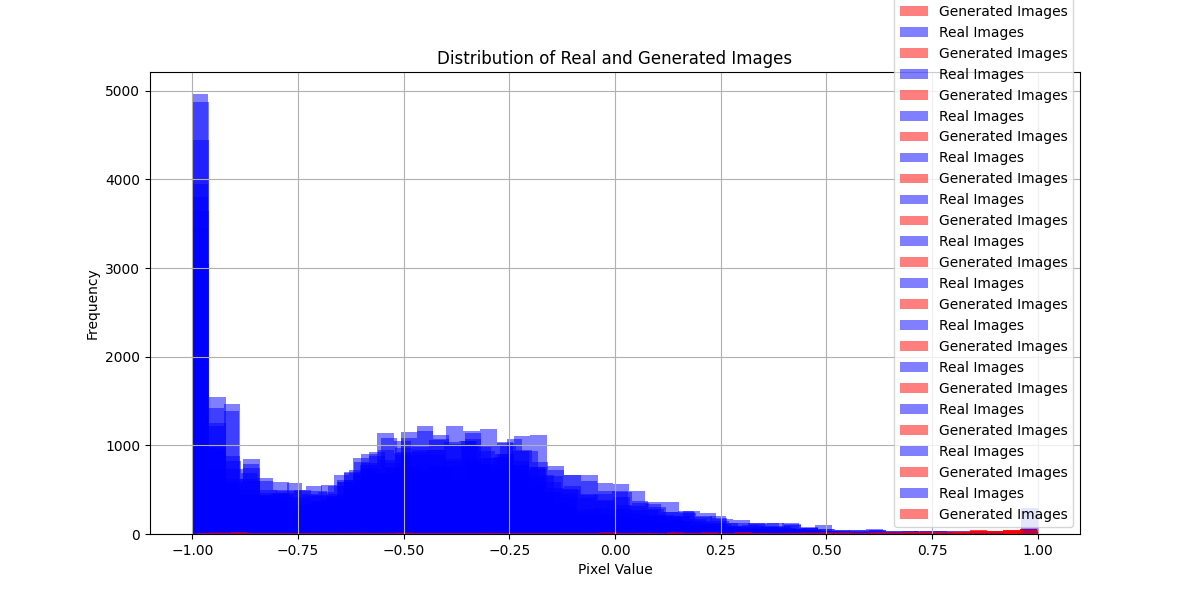 Generated Images
Real Images
Generated Images
Distribution of Real and Generated Images
Real Images
Generated Images
Real Images
Generated Images
Real Images
Generated Images
Real Images
Generated Images
Real Images
Generated Images
Real Images
Generated Images
Real Images
Generated Images
Real Images
Generated Images
Real Images
Generated Images
Real Images
Generated Images
Real Images
Generated Images
5000
4000
3000
2000
1000
0
Frequency
−1.00 −0.75 −0.50 −0.25 0.00 0.25 0.50 0.75 1.00
Pixel Value